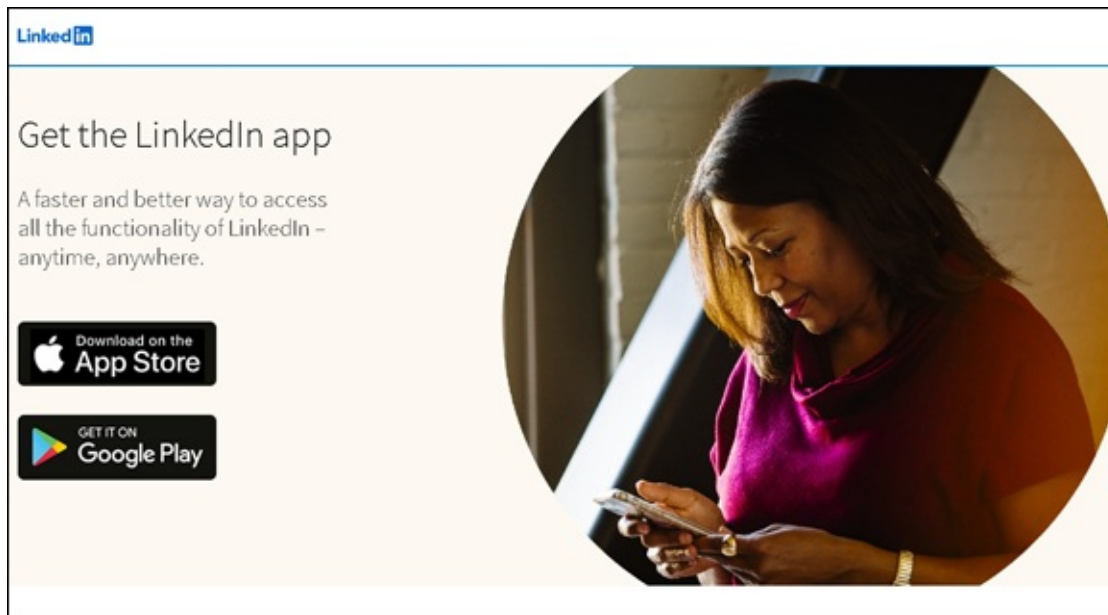 LinkedIn
Get the LinkedIn app
A faster and better way to access
all the functionality of LinkedIn –
anytime, anywhere.
Download on the
App Store
GET IT ON
Google Play